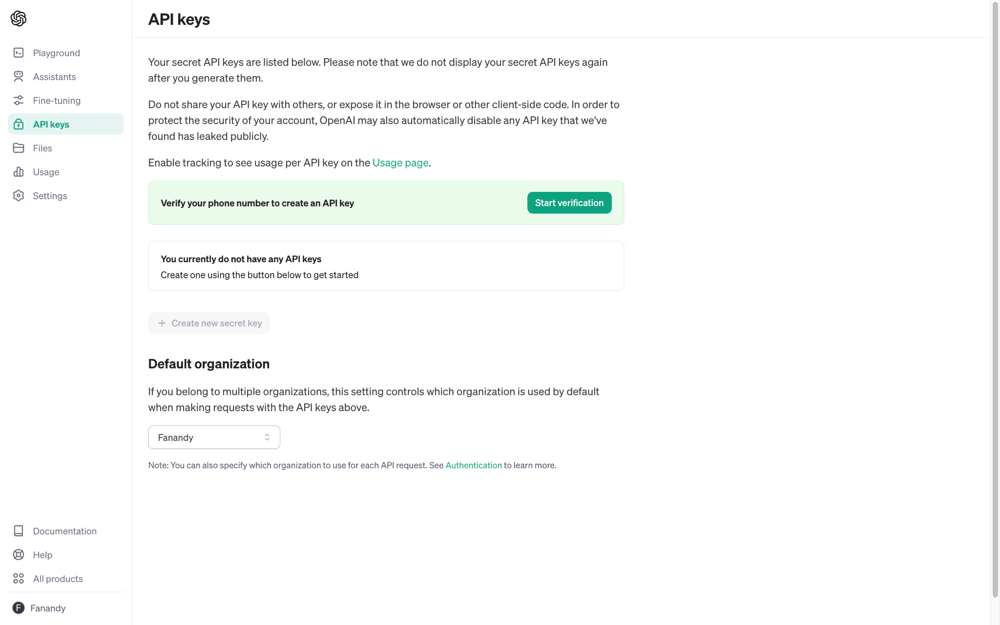 API keys
Playground
Assistants
Fine-tuning
API keys
Files
Usage
Settings
Your secret API keys are listed below. Please note that we do not display your secret API keys again
after you generate them.
Do not share your API key with others, or expose it in the browser or other client-side code. In order to
protect the security of your account, OpenAI may also automatically disable any API key that we've
found has leaked publicly.
Enable tracking to see usage per API key on the Usage page.
Verify your phone number to create an API key
Start verification
You currently do not have any API keys
Create one using the button below to get started
Create new secret key
Default organization
If you belong to multiple organizations, this setting controls which organization is used by default
when making requests with the API keys above.
Fanandy
Note: You can also specify which organization to use for each API request. See Authentication to learn more.
Documentation
Help
All products
F Fanandy